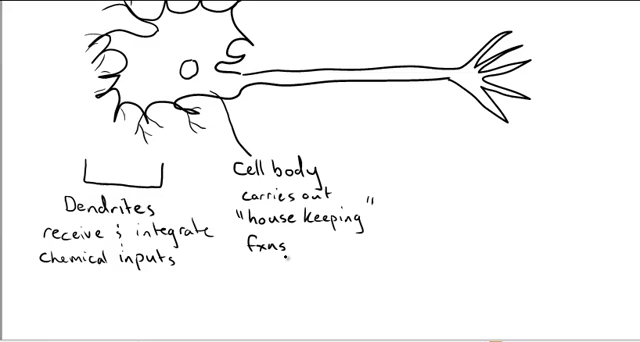 Dendrites
receive & integrate
chemical inputs
Cell body
carries out
"house keeping"
fxns